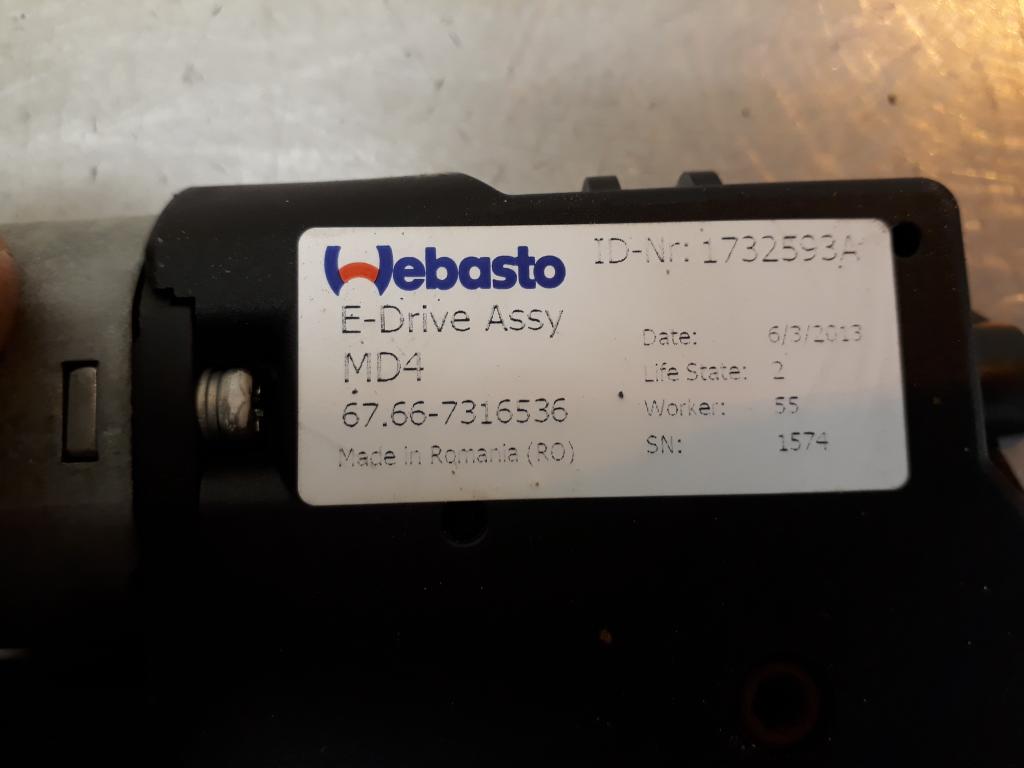 Webasto
ID-Nr: 1732593A
E-Drive Assy
MD4
67.66-7316536
Made in Romania (RO)
Date: 6/3/2013
Life State: 2
Worker: 55
SN: 1574